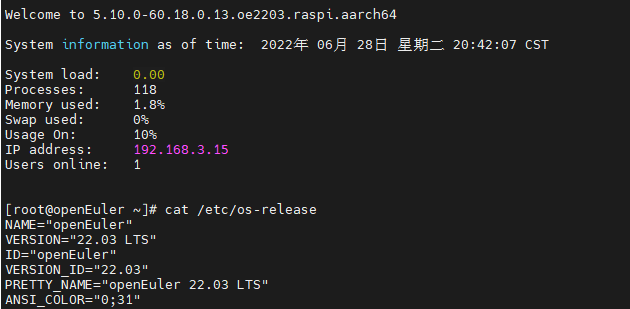 Welcome to 5.10.0-60.18.0.13.oe2203.raspi.aarch64
System information as of time:  2022年 06月 28日 星期二 20:42:07 CST
System load:    0.00
Processes:      118
Memory used:    1.8%
Swap used:      0%
Usage On:       10%
IP address:     192.168.3.15
Users online:   1
[root@openEuler ~]# cat /etc/os-release
NAME="openEuler"
VERSION="22.03 LTS"
ID="openEuler"
VERSION_ID="22.03"
PRETTY_NAME="openEuler 22.03 LTS"
ANSI_COLOR="0;31"